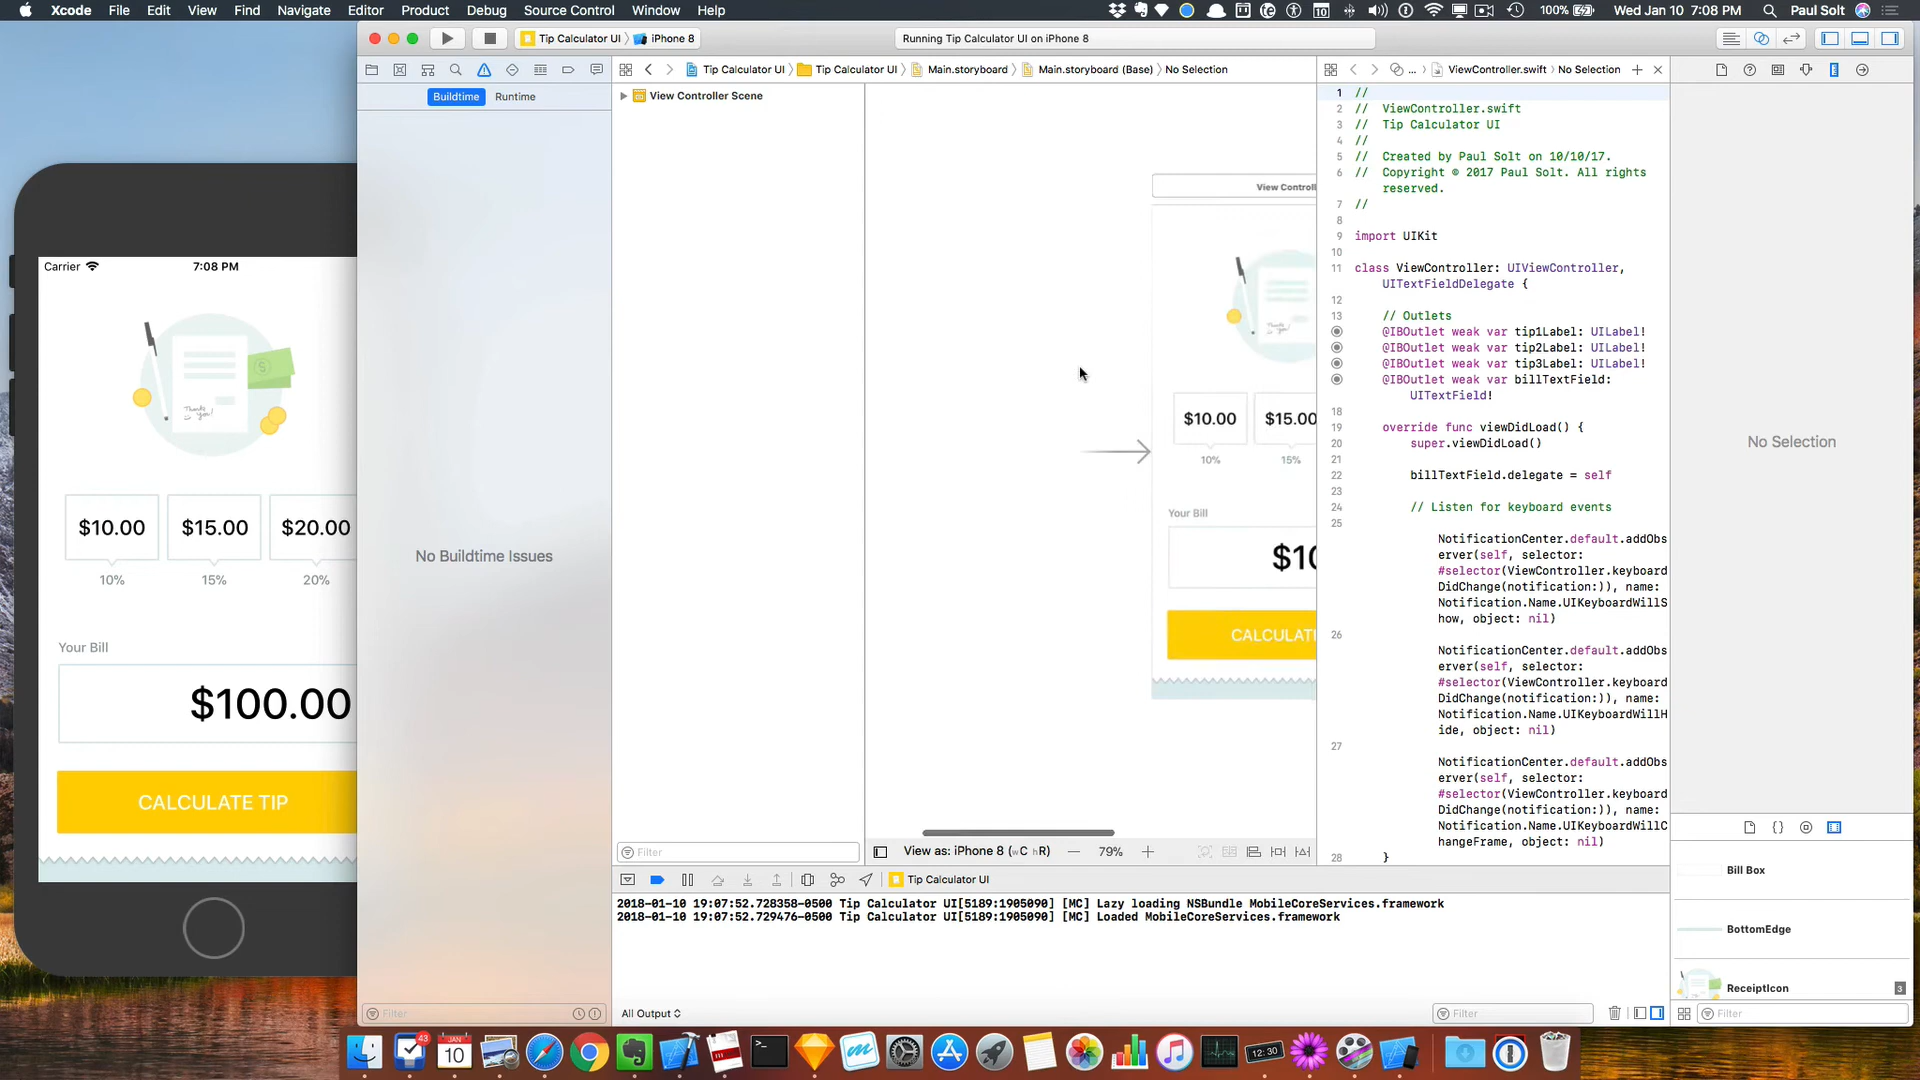 Xcode File Edit View Find Navigate Editor Product Debug Source Control Window Help
100% Wed Jan 10 7:08 PM Paul Solt
Tip Calculator UI iPhone 8
Running Tip Calculator UI on iPhone 8
Tip Calculator UI Tip Calculator UI Main.storyboard Main.storyboard (Base) No Selection
... ViewController.swift No Selection
Buildtime Runtime
View Controller Scene
No Buildtime Issues
Filter
Carrier 7:08 PM
Thanks
$10.00 $15.00 $20.00
10% 15% 20%
Your Bill
$100.00
CALCULATE TIP
View Controll
$10.00 $15.00
10% 15%
Your Bill
$10
CALCULAT
Filter
View as: iPhone 8 (wC hR) — 79% +
1 //
2 // ViewController.swift
3 // Tip Calculator UI
4 //
5 // Created by Paul Solt on 10/10/17.
6 // Copyright © 2017 Paul Solt. All rights
reserved.
7 //
8
9 import UIKit
10
11 class ViewController: UIViewController,
UITextFieldDelegate {
12
13 // Outlets
@IBOutlet weak var tip1Label: UILabel!
@IBOutlet weak var tip2Label: UILabel!
@IBOutlet weak var tip3Label: UILabel!
@IBOutlet weak var billTextField:
UITextField!
18
19 override func viewDidLoad() {
20 super.viewDidLoad()
21
22 billTextField.delegate = self
23
24 // Listen for keyboard events
25
NotificationCenter.default.addObs
erver(self, selector:
#selector(ViewController.keyboard
DidChange(notification:)), name:
Notification.Name.UIKeyboardWillS
how, object: nil)
26
NotificationCenter.default.addObs
erver(self, selector:
#selector(ViewController.keyboard
DidChange(notification:)), name:
Notification.Name.UIKeyboardWillH
ide, object: nil)
27
NotificationCenter.default.addObs
erver(self, selector:
#selector(ViewController.keyboard
DidChange(notification:)), name:
Notification.Name.UIKeyboardWillC
hangeFrame, object: nil)
28 }
No Selection
Bill Box
BottomEdge
ReceiptIcon 3
Filter
Tip Calculator UI
2018-01-10 19:07:52.728358-0500 Tip Calculator UI[5189:1905090] [MC] Lazy loading NSBundle MobileCoreServices.framework
2018-01-10 19:07:52.729476-0500 Tip Calculator UI[5189:1905090] [MC] Loaded MobileCoreServices.framework
All Output
Filter
43
JAN
10
12:30